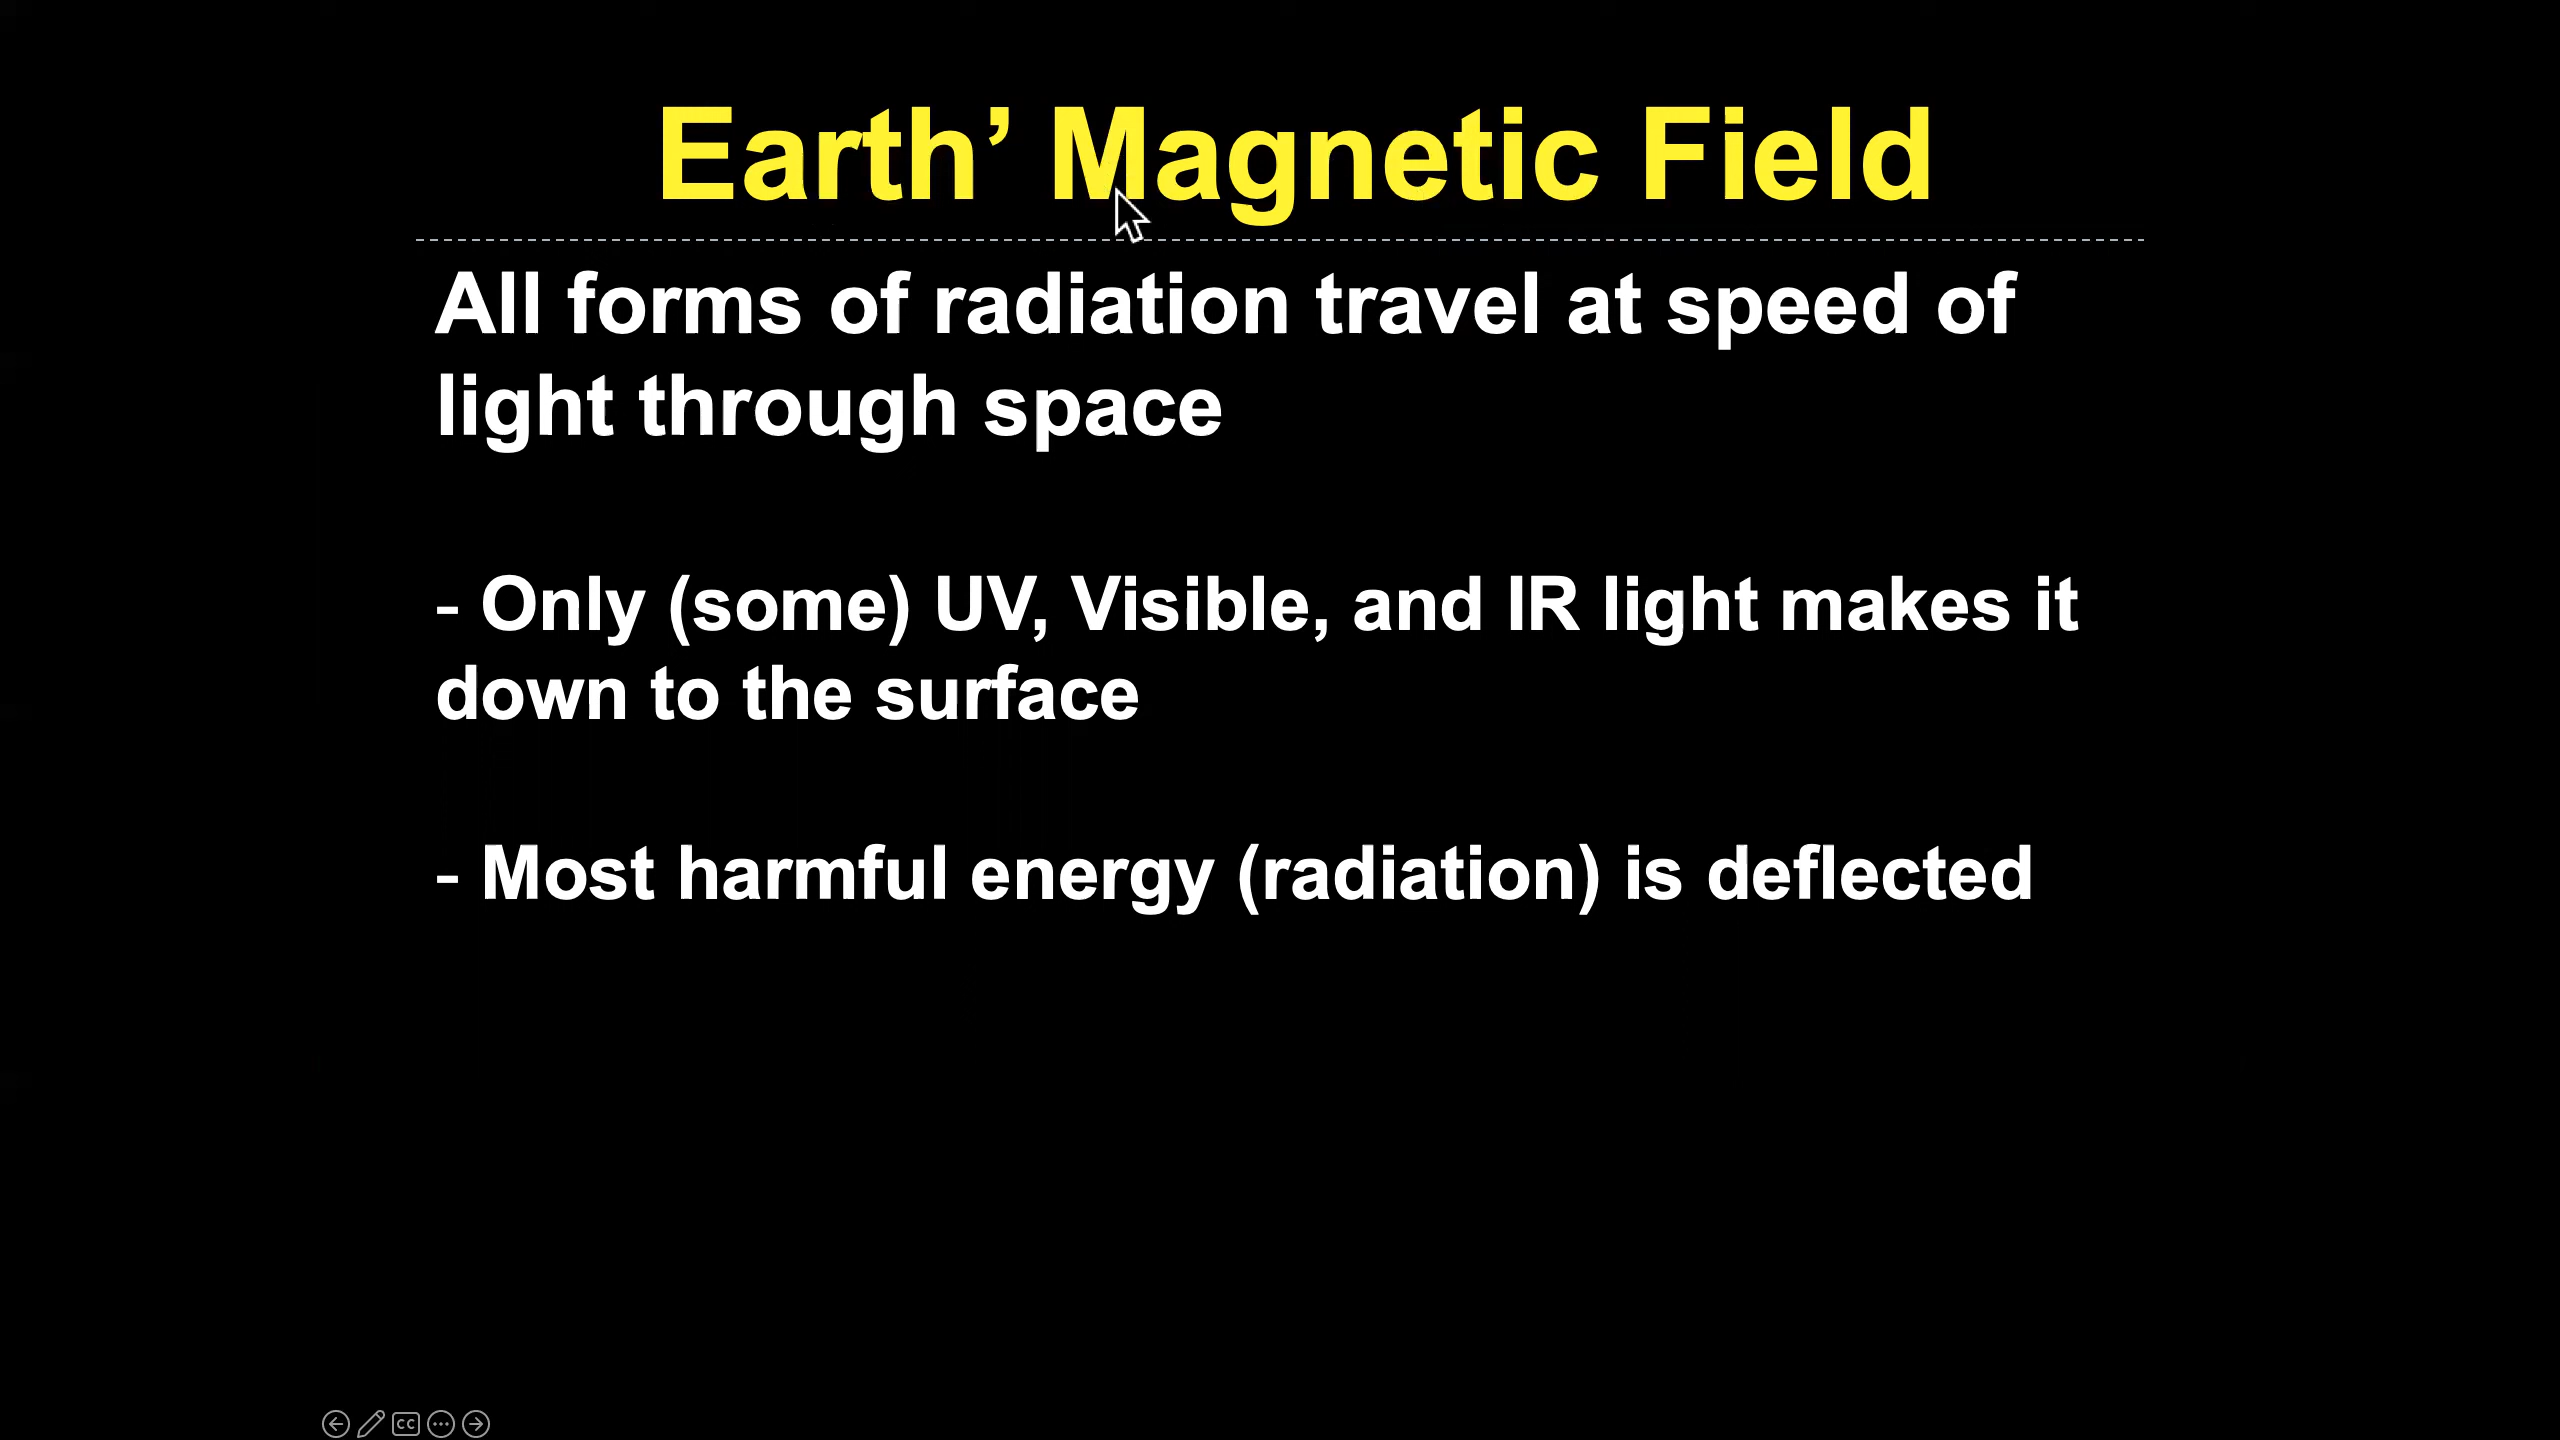 Earth’ Magnetic Field
All forms of radiation travel at speed of
light through space
- Only (some) UV, Visible, and IR light makes it
down to the surface
- Most harmful energy (radiation) is deflected
CC